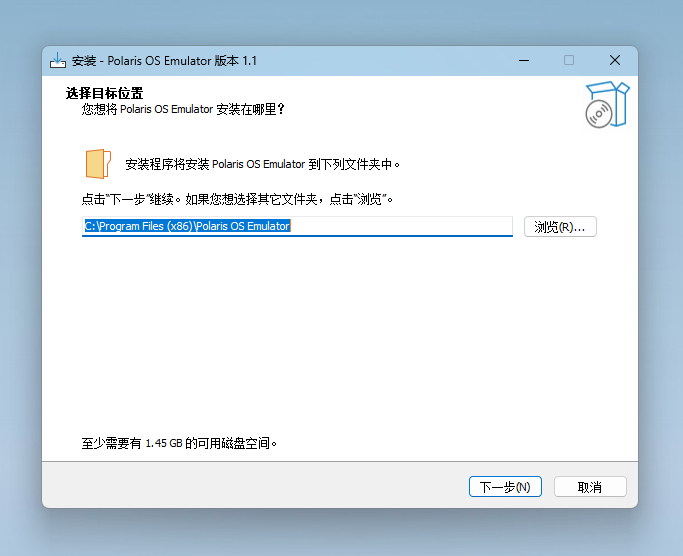 安装 - Polaris OS Emulator 版本 1.1
选择目标位置
您想将 Polaris OS Emulator 安装在哪里？
安装程序将安装 Polaris OS Emulator 到下列文件夹中。
点击“下一步”继续。如果您想选择其它文件夹，点击“浏览”。
C:\Program Files (x86)\Polaris OS Emulator
浏览(R)...
至少需要有 1.45 GB 的可用磁盘空间。
下一步(N)
取消